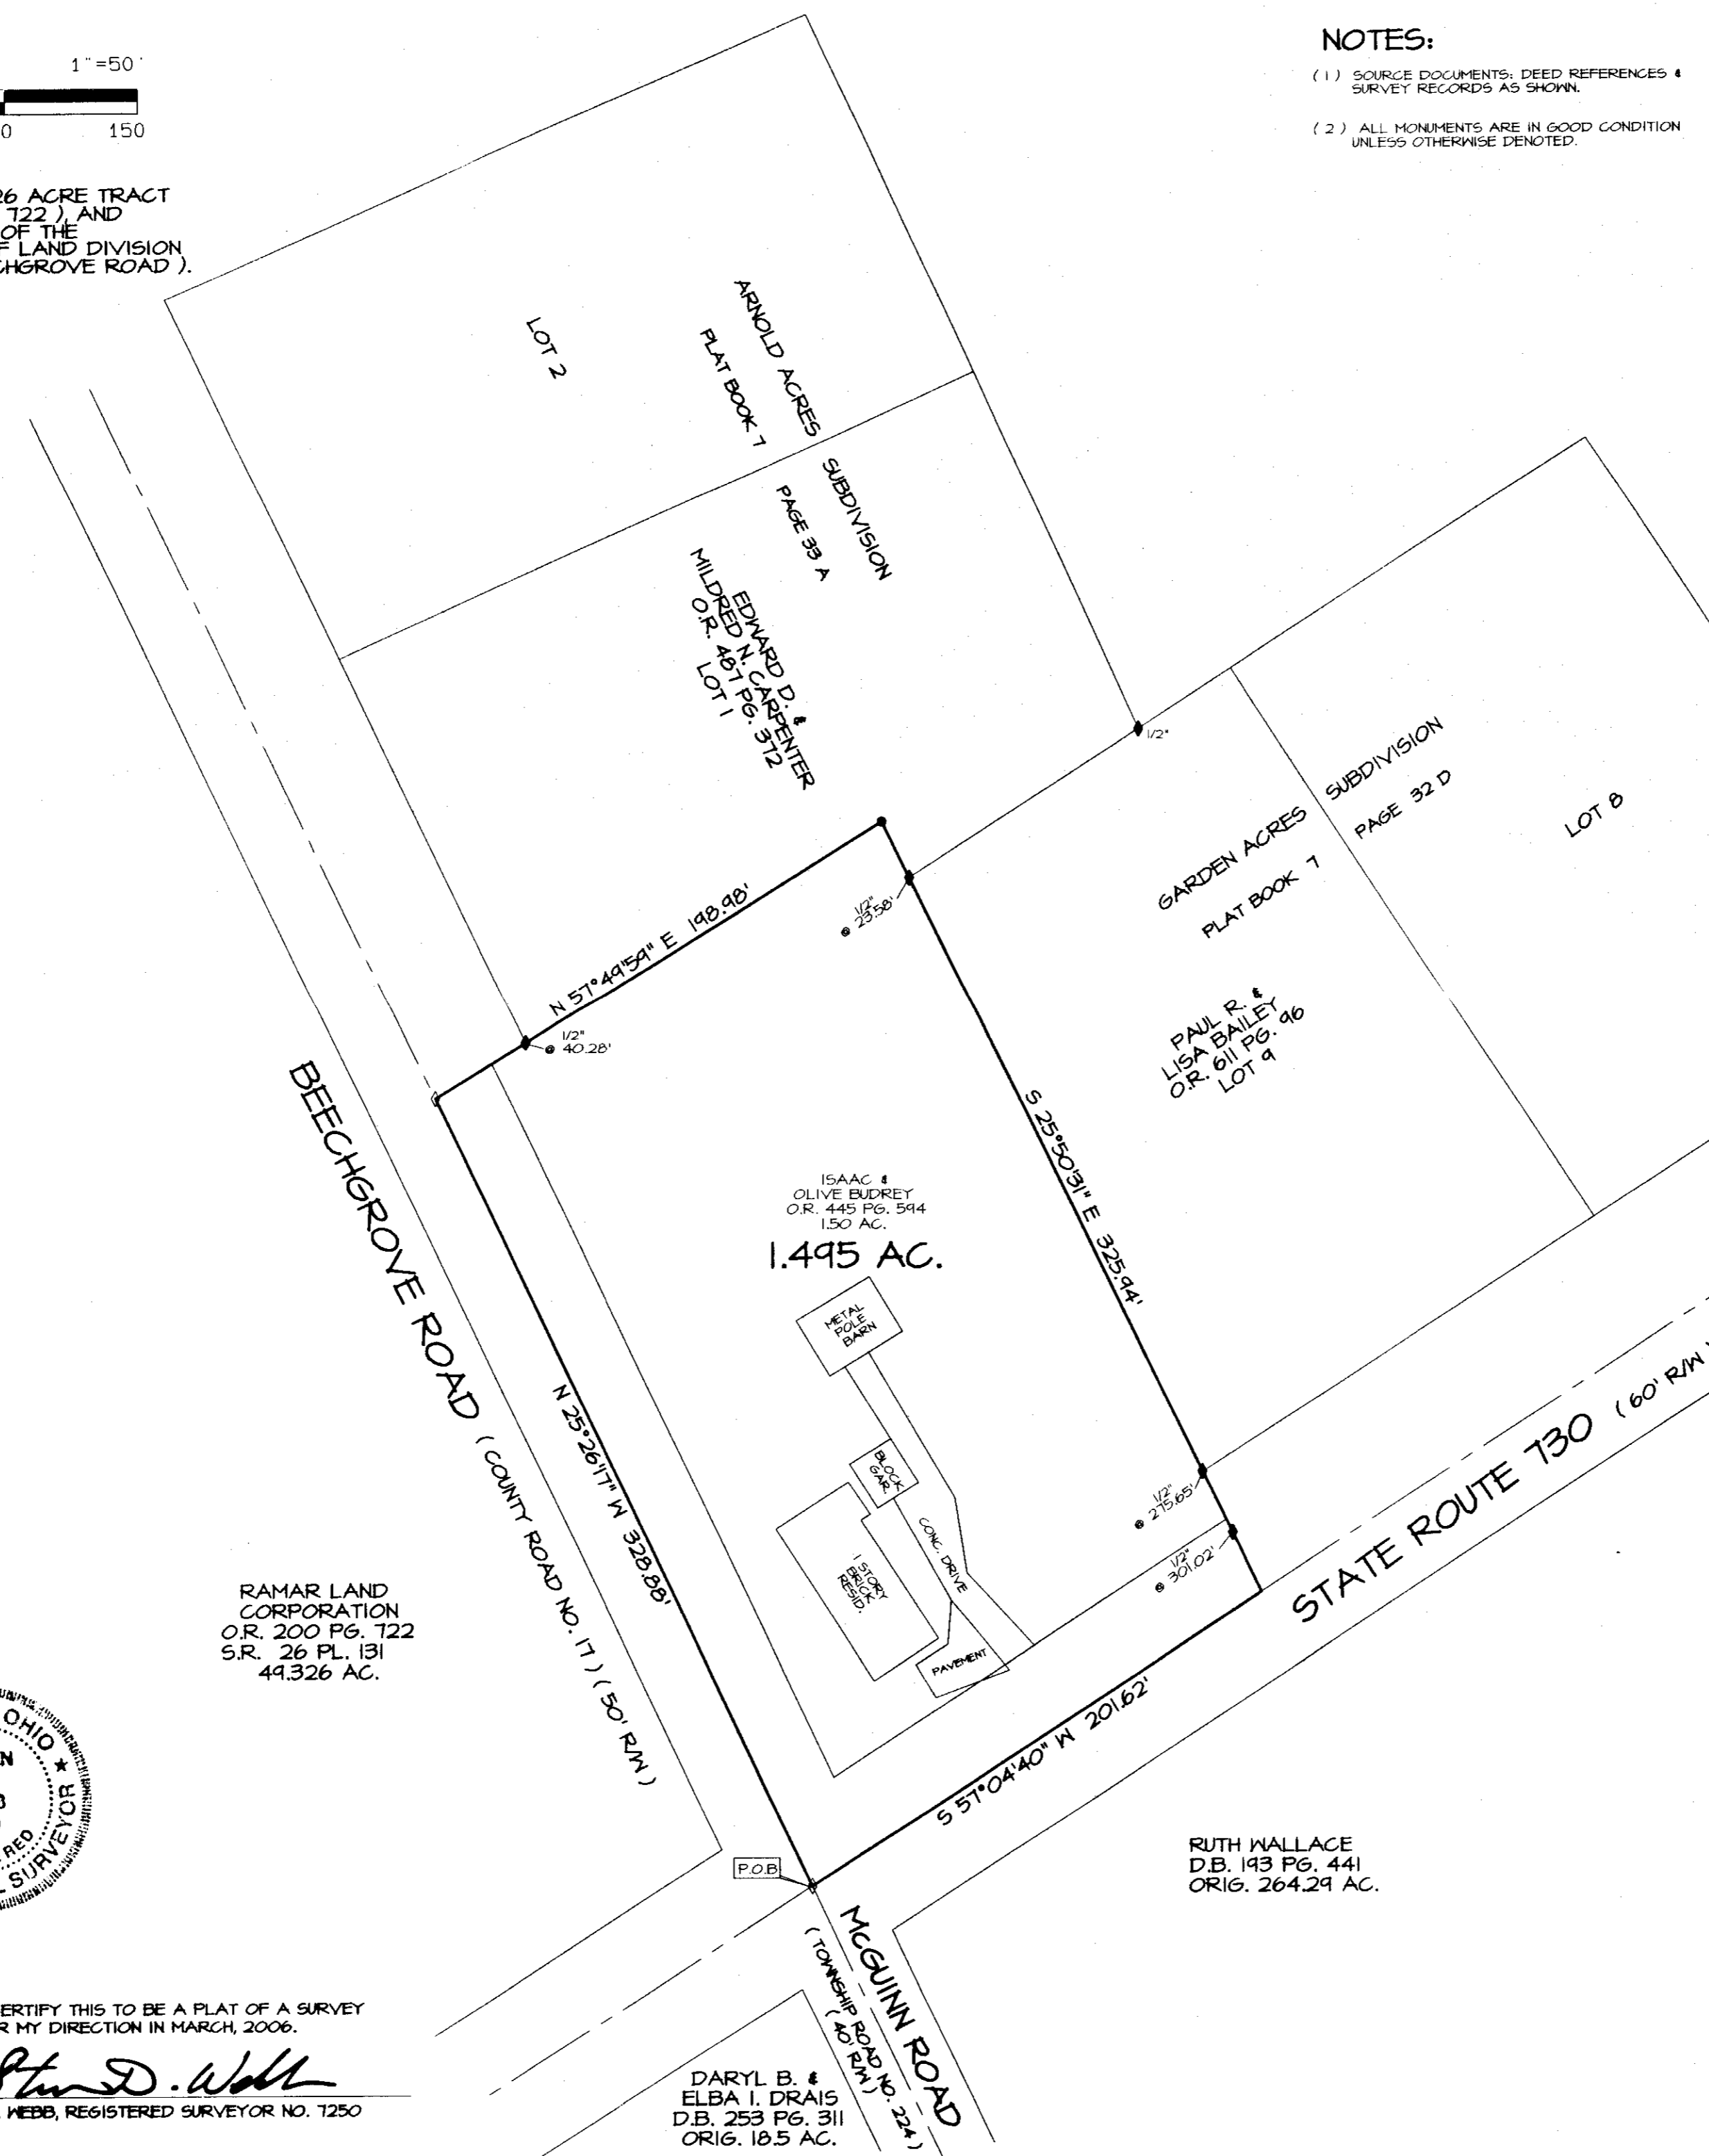 1"=50'
0 150
26 ACRE TRACT
722 ), AND
OF THE
F LAND DIVISION
CHGROVE ROAD ).
NOTES:
( 1 ) SOURCE DOCUMENTS: DEED REFERENCES &
SURVEY RECORDS AS SHOWN.
( 2 ) ALL MONUMENTS ARE IN GOOD CONDITION
UNLESS OTHERWISE DENOTED.
LOT 2
ARNOLD ACRES SUBDIVISION
PLAT BOOK 7 PAGE 33 A
EDWARD D. &
MILDRED N. CARPENTER
O.R. 487 PG. 372
LOT 1
1/2"
GARDEN ACRES SUBDIVISION
PLAT BOOK 7 PAGE 32 D
LOT 8
1/2"
@ 23.58'
N 57°49'59" E 198.98'
1/2"
@ 40.28'
PAUL R. &
LISA BAILEY
O.R. 611 PG. 96
LOT 9
BEECHGROVE ROAD ( COUNTY ROAD NO. 17 ) ( 50' R/W )
S 25°50'31" E 325.94'
ISAAC &
OLIVE BUDREY
O.R. 445 PG. 594
1.50 AC.
1.495 AC.
METAL
POLE
BARN
N 25°26'17" W 328.88'
BLOCK
GAR.
CONC. DRIVE
1 STORY
BRICK
RESID.
PAVEMENT
1/2"
@ 275.65'
1/2"
@ 301.02'
STATE ROUTE 730 ( 60' R/W )
S 57°04'40" W 201.62'
RAMAR LAND
CORPORATION
O.R. 200 PG. 722
S.R. 26 PL. 131
49.326 AC.
OHIO ★
N
RED
SURVEYOR
P.O.B.
RUTH WALLACE
D.B. 193 PG. 441
ORIG. 264.29 AC.
McGUINN ROAD
( TOWNSHIP ROAD NO. 224 )
( 40' R/W )
ERTIFY THIS TO BE A PLAT OF A SURVEY
R MY DIRECTION IN MARCH, 2006.
D. Webb
WEBB, REGISTERED SURVEYOR NO. 7250
DARYL B. &
ELBA I. DRAIS
D.B. 253 PG. 311
ORIG. 18.5 AC.